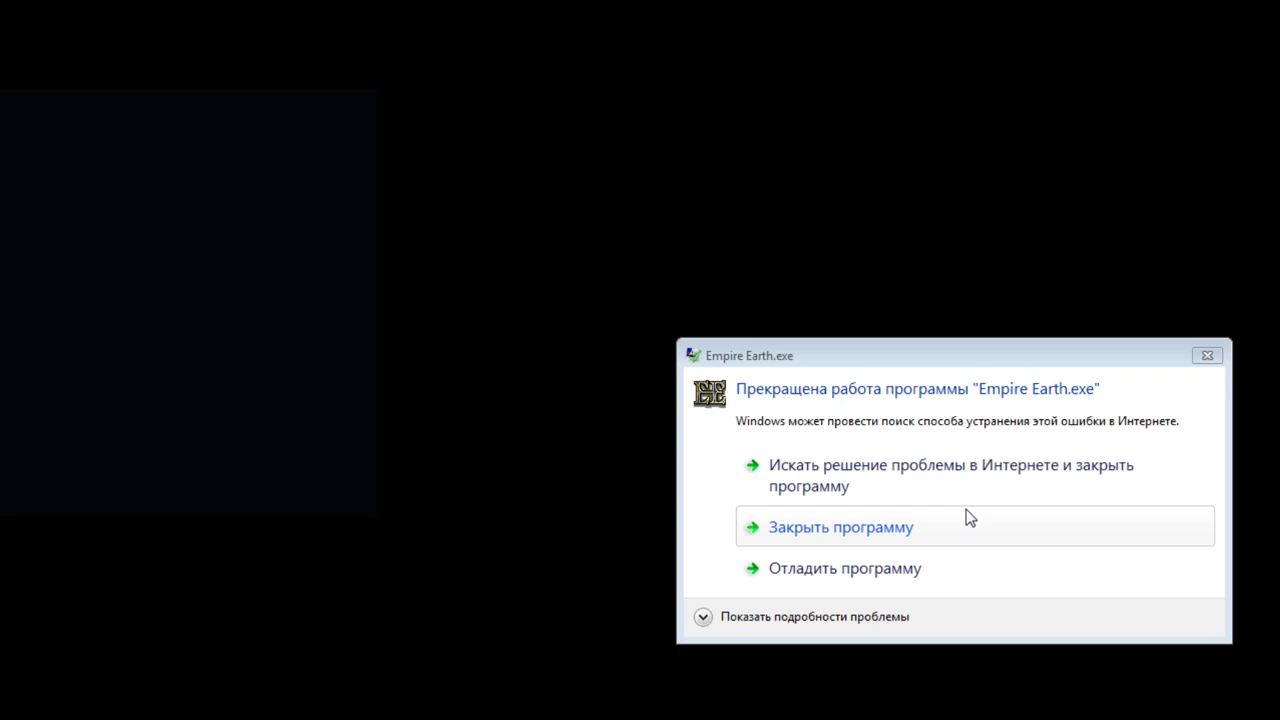 Empire Earth.exe
Прекращена работа программы "Empire Earth.exe"
Windows может провести поиск способа устранения этой ошибки в Интернете.
Искать решение проблемы в Интернете и закрыть
программу
Закрыть программу
Отладить программу
Показать подробности проблемы